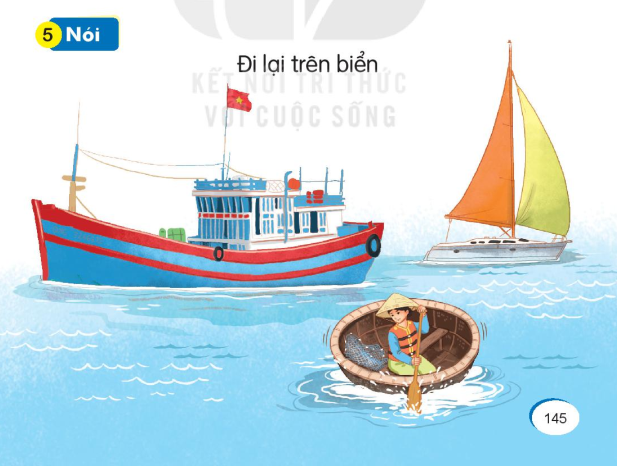 5 Nói
Đi lại trên biển
KẾT NỐI TRI THỨC
VỚI CUỘC SỐNG
145